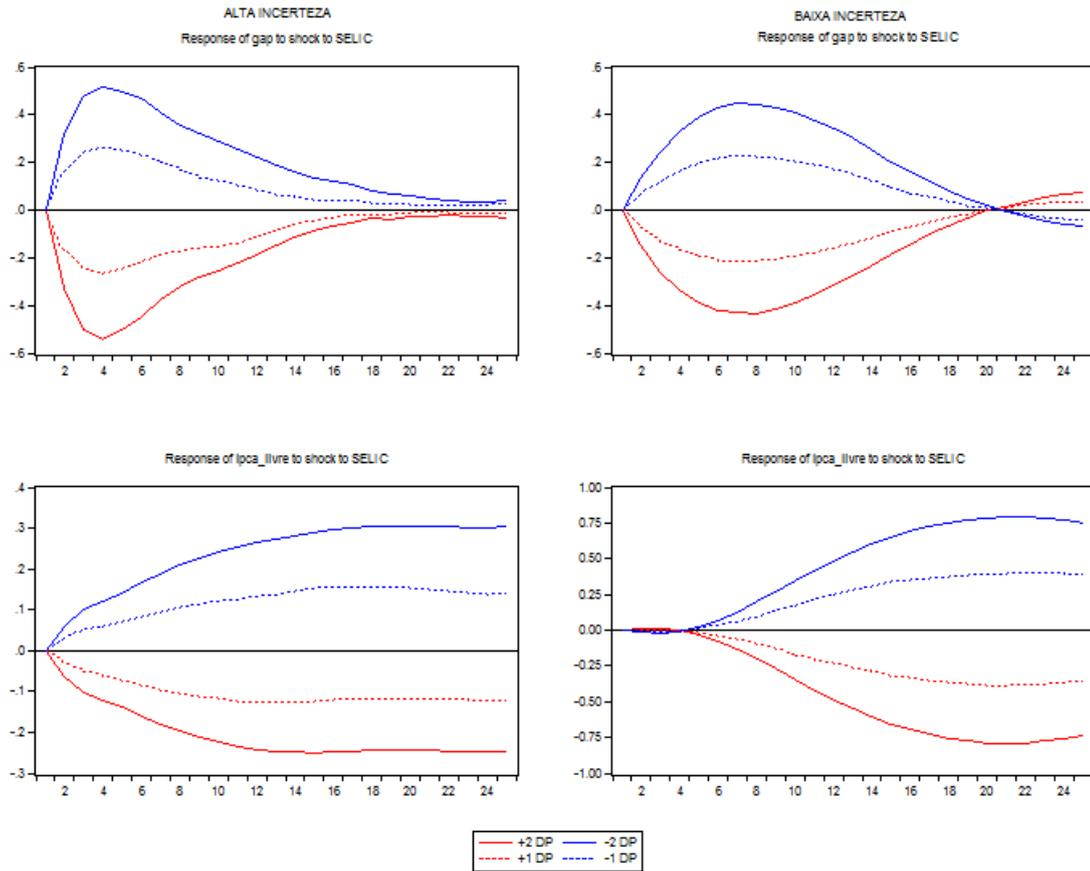 ALTA INCERTEZA
Response of gap to shock to SELIC
.6
.4
.2
.0
-.2
-.4
-.6
2 4 6 8 10 12 14 16 18 20 22 24
BAIXA INCERTEZA
Response of gap to shock to SELIC
.6
.4
.2
.0
-.2
-.4
-.6
2 4 6 8 10 12 14 16 18 20 22 24
Response of ipca_livre to shock to SELIC
.4
.3
.2
.1
.0
-.1
-.2
-.3
2 4 6 8 10 12 14 16 18 20 22 24
Response of ipca_livre to shock to SELIC
1.00
0.75
0.50
0.25
0.00
-0.25
-0.50
-0.75
-1.00
2 4 6 8 10 12 14 16 18 20 22 24
+2 DP -2 DP
+1 DP -1 DP